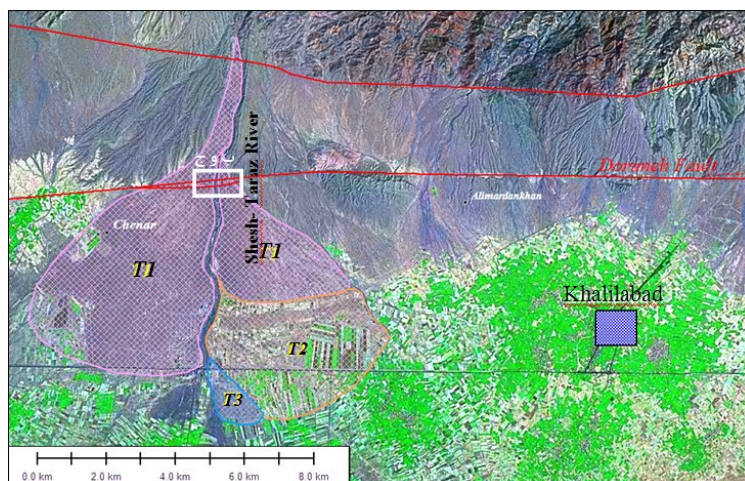 ب و ج
Shesh- Taraz River
Dorouneh Fault
Alimardankhan
Chenar
T1
T1
Khalilabad
T2
T3
0.0 km 2.0 km 4.0 km 6.0 km 8.0 km